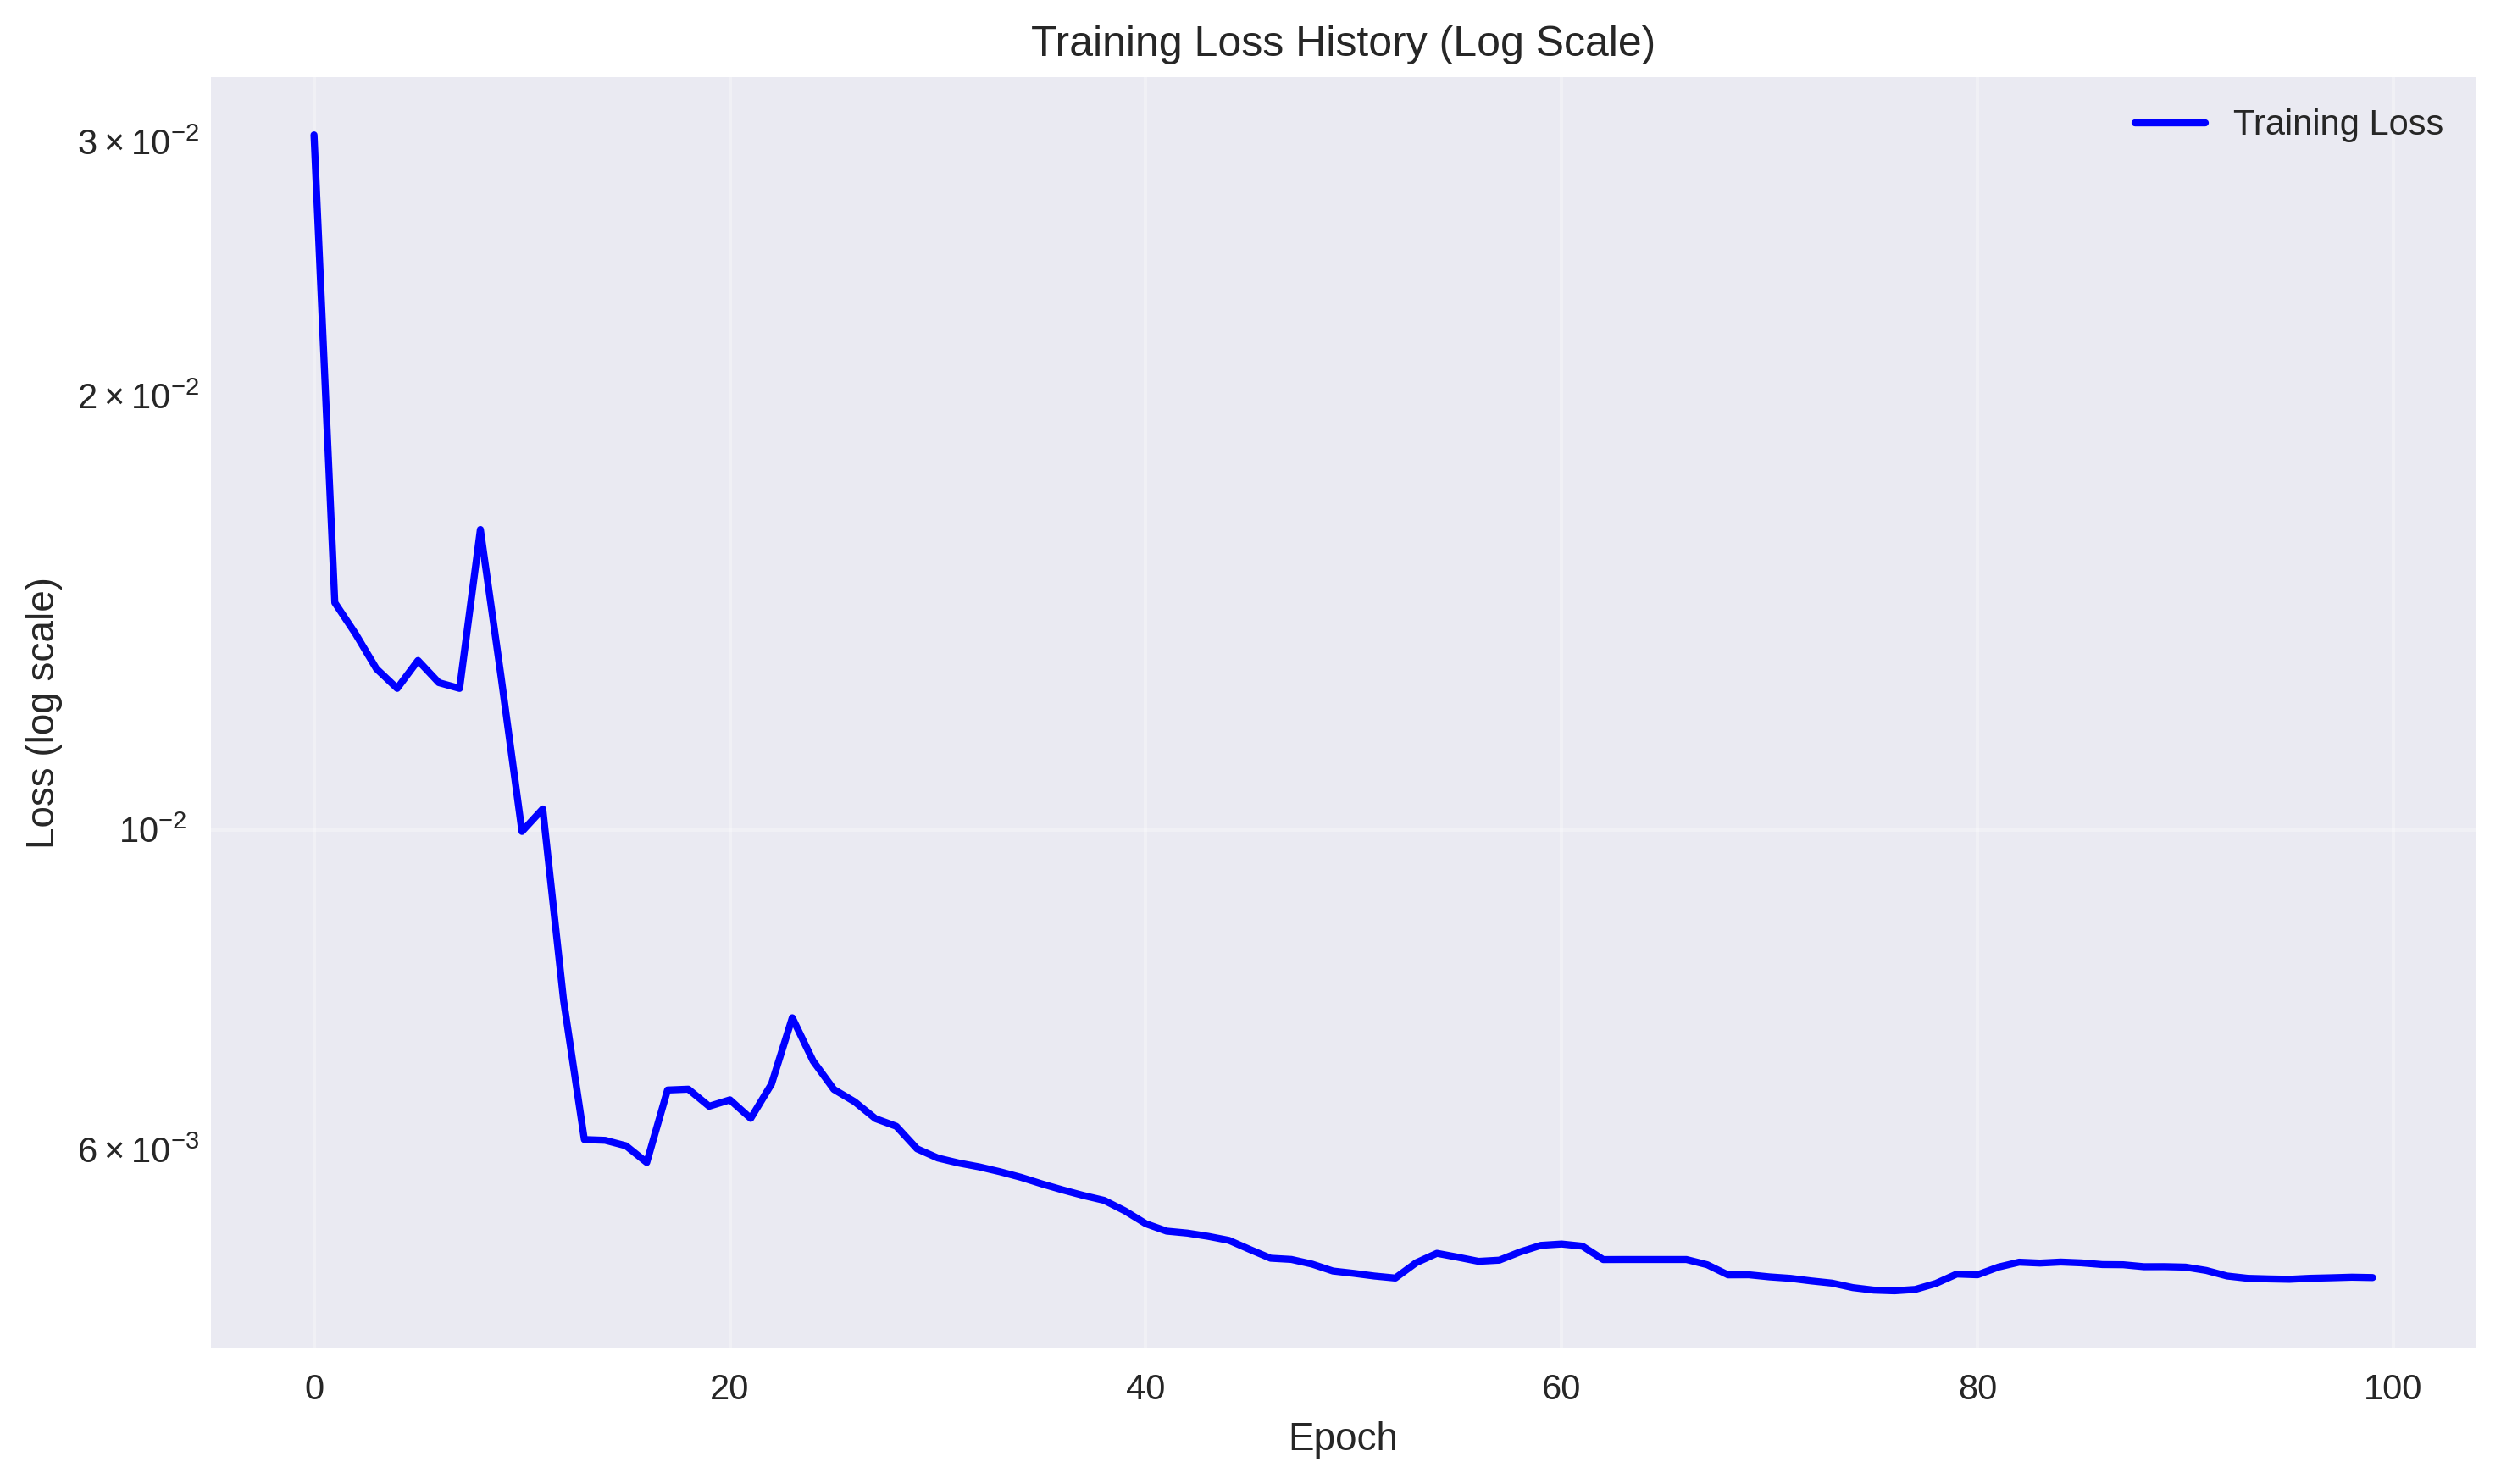 Training Loss History (Log Scale)
Training Loss
3 × 10⁻²
2 × 10⁻²
10⁻²
6 × 10⁻³
Loss (log scale)
0 20 40 60 80 100
Epoch